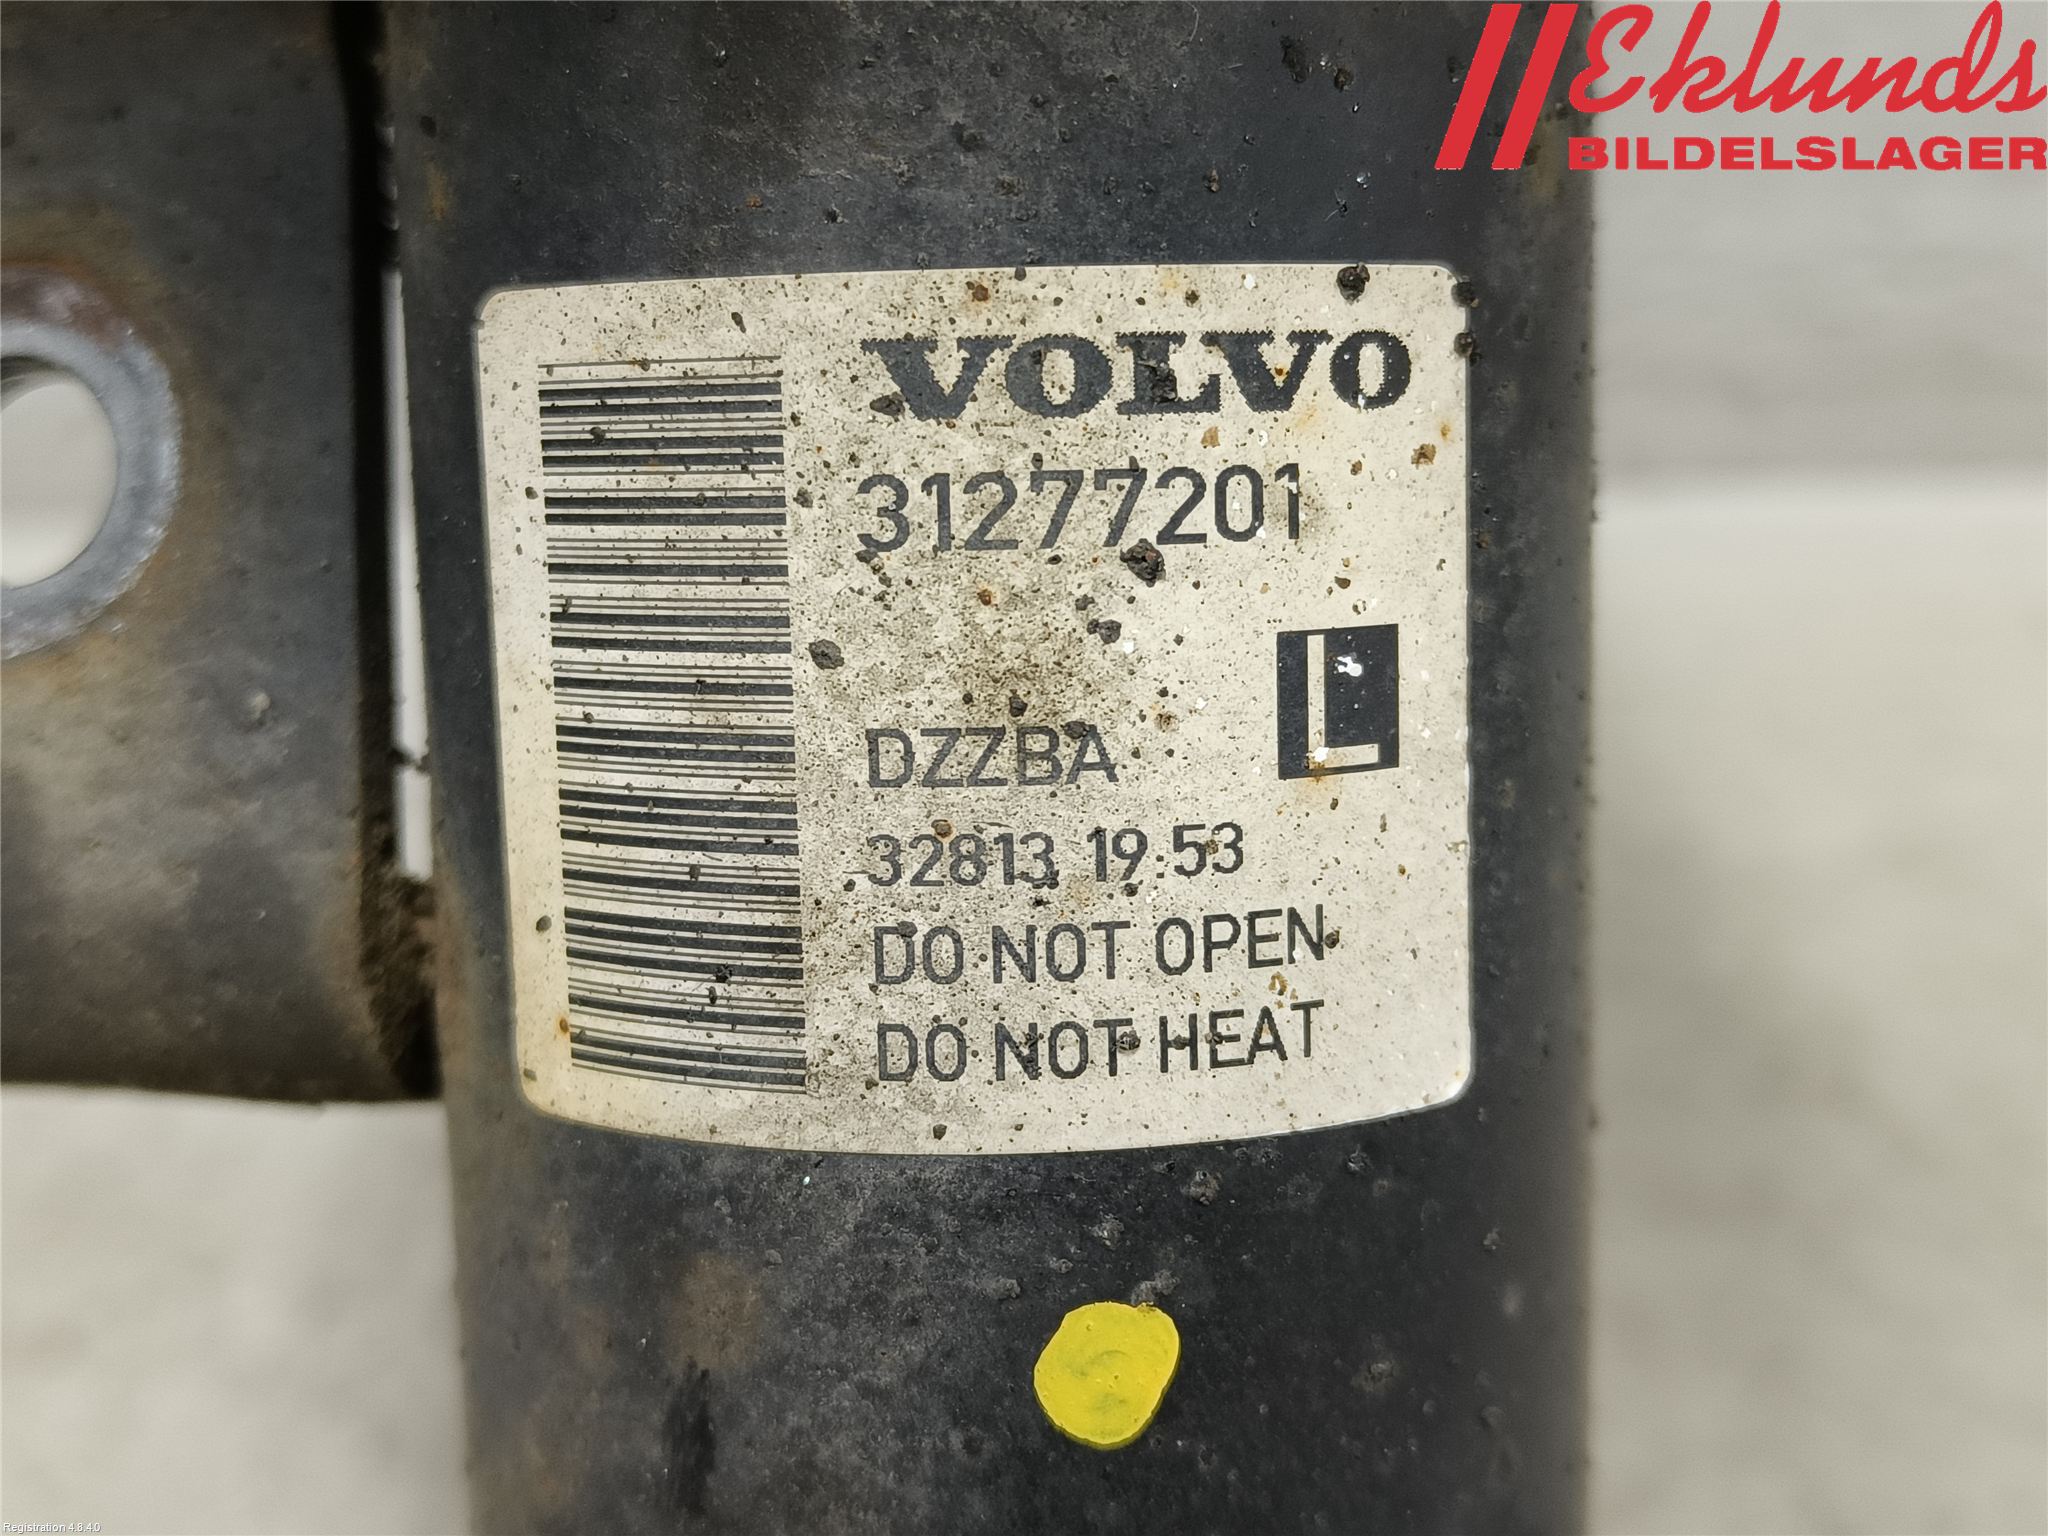 Eklunds
BILDELSLAGER
VOLVO
31277201
L
DZZBA
32813 19:53
DO NOT OPEN
DO NOT HEAT
Registration 4.8.4.0